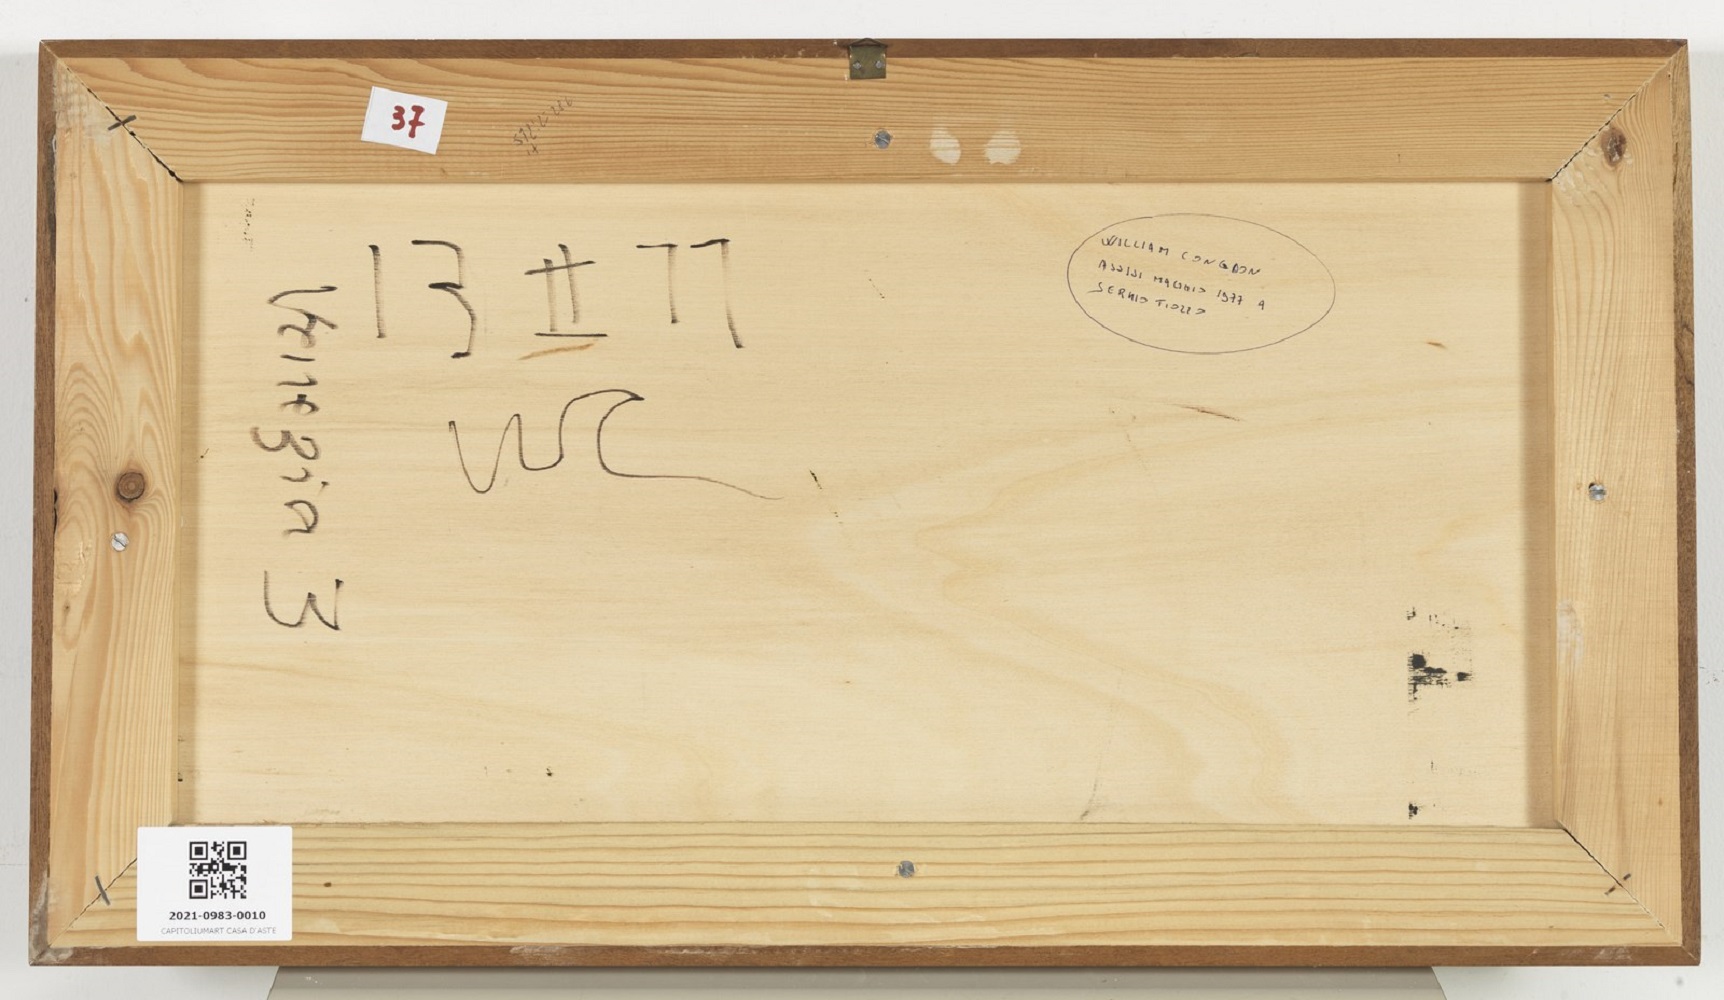 37
13 II 77
WC
Venezia 3
WILLIAM CONGDON
ASSISI MAGGIO 1977 A
SERGIO TIOZZO
2021-0983-0010
CAPITOLIUMART CASA D'ASTE